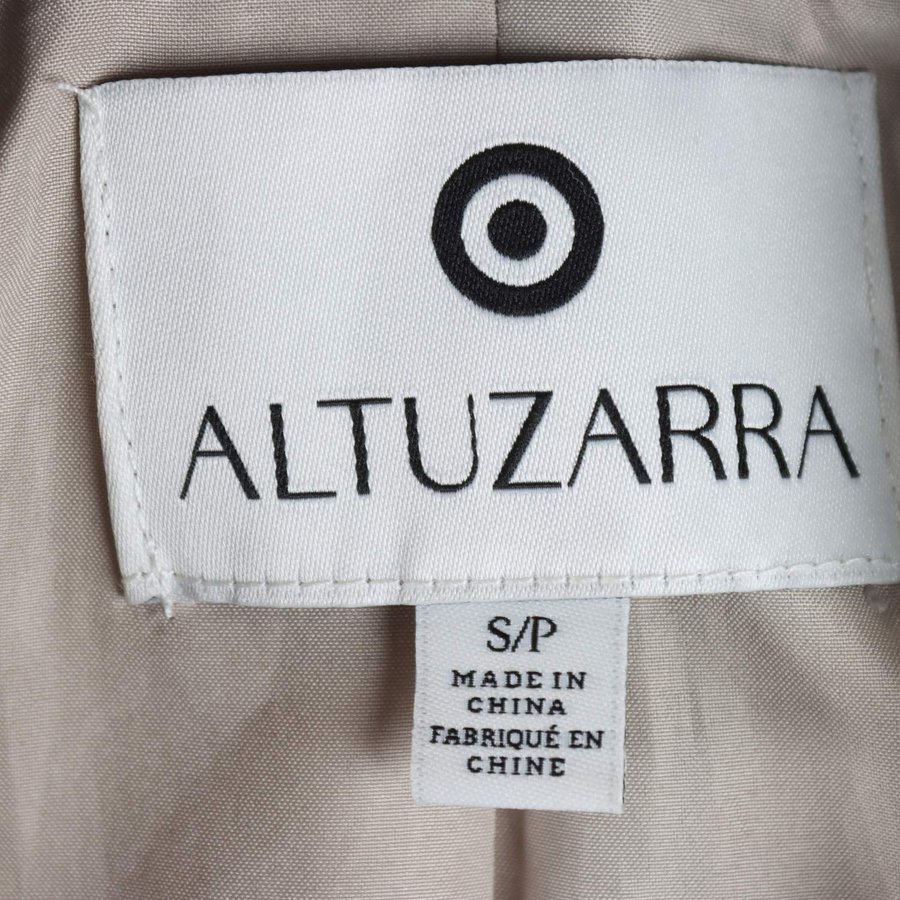 ALTUZARRA
S/P
MADE IN
CHINA
FABRIQUÉ EN
CHINE